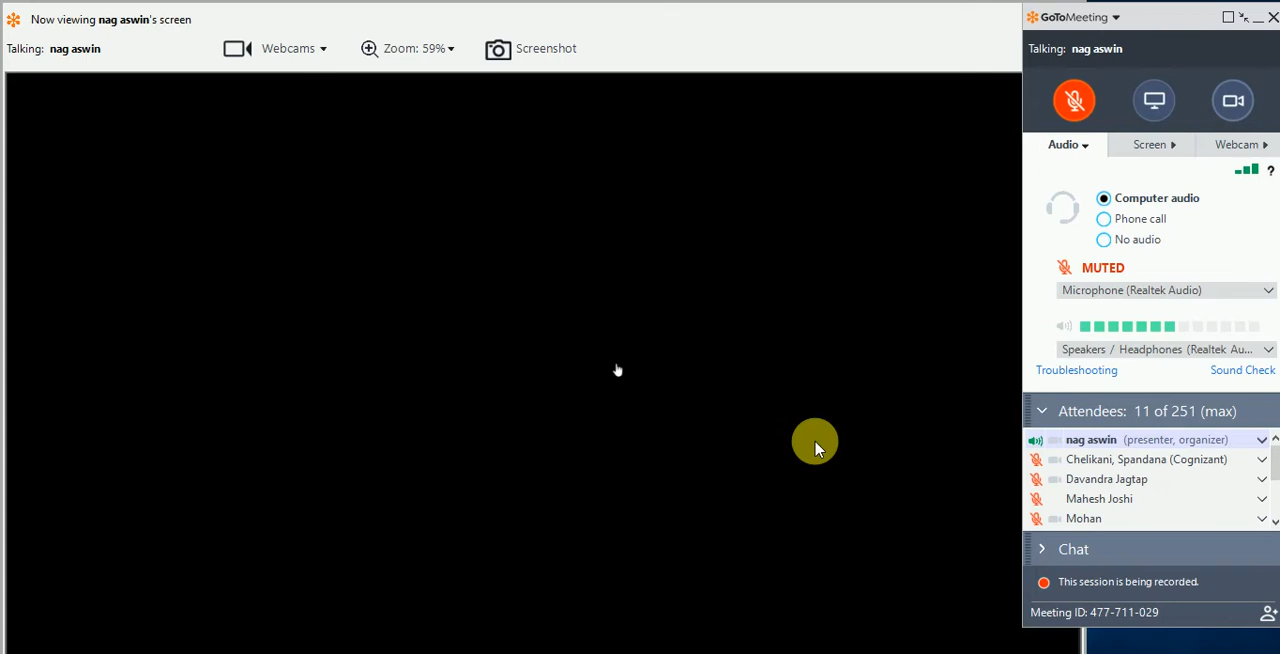 Now viewing nag aswin's screen
Talking: nag aswin
Webcams
Zoom: 59%
Screenshot
GoToMeeting
Talking: nag aswin
Audio
Screen
Webcam
?
Computer audio
Phone call
No audio
MUTED
Microphone (Realtek Audio)
Speakers / Headphones (Realtek Au...
Troubleshooting
Sound Check
Attendees: 11 of 251 (max)
nag aswin (presenter, organizer)
Chelikani, Spandana (Cognizant)
Davandra Jagtap
Mahesh Joshi
Mohan
Chat
This session is being recorded.
Meeting ID: 477-711-029